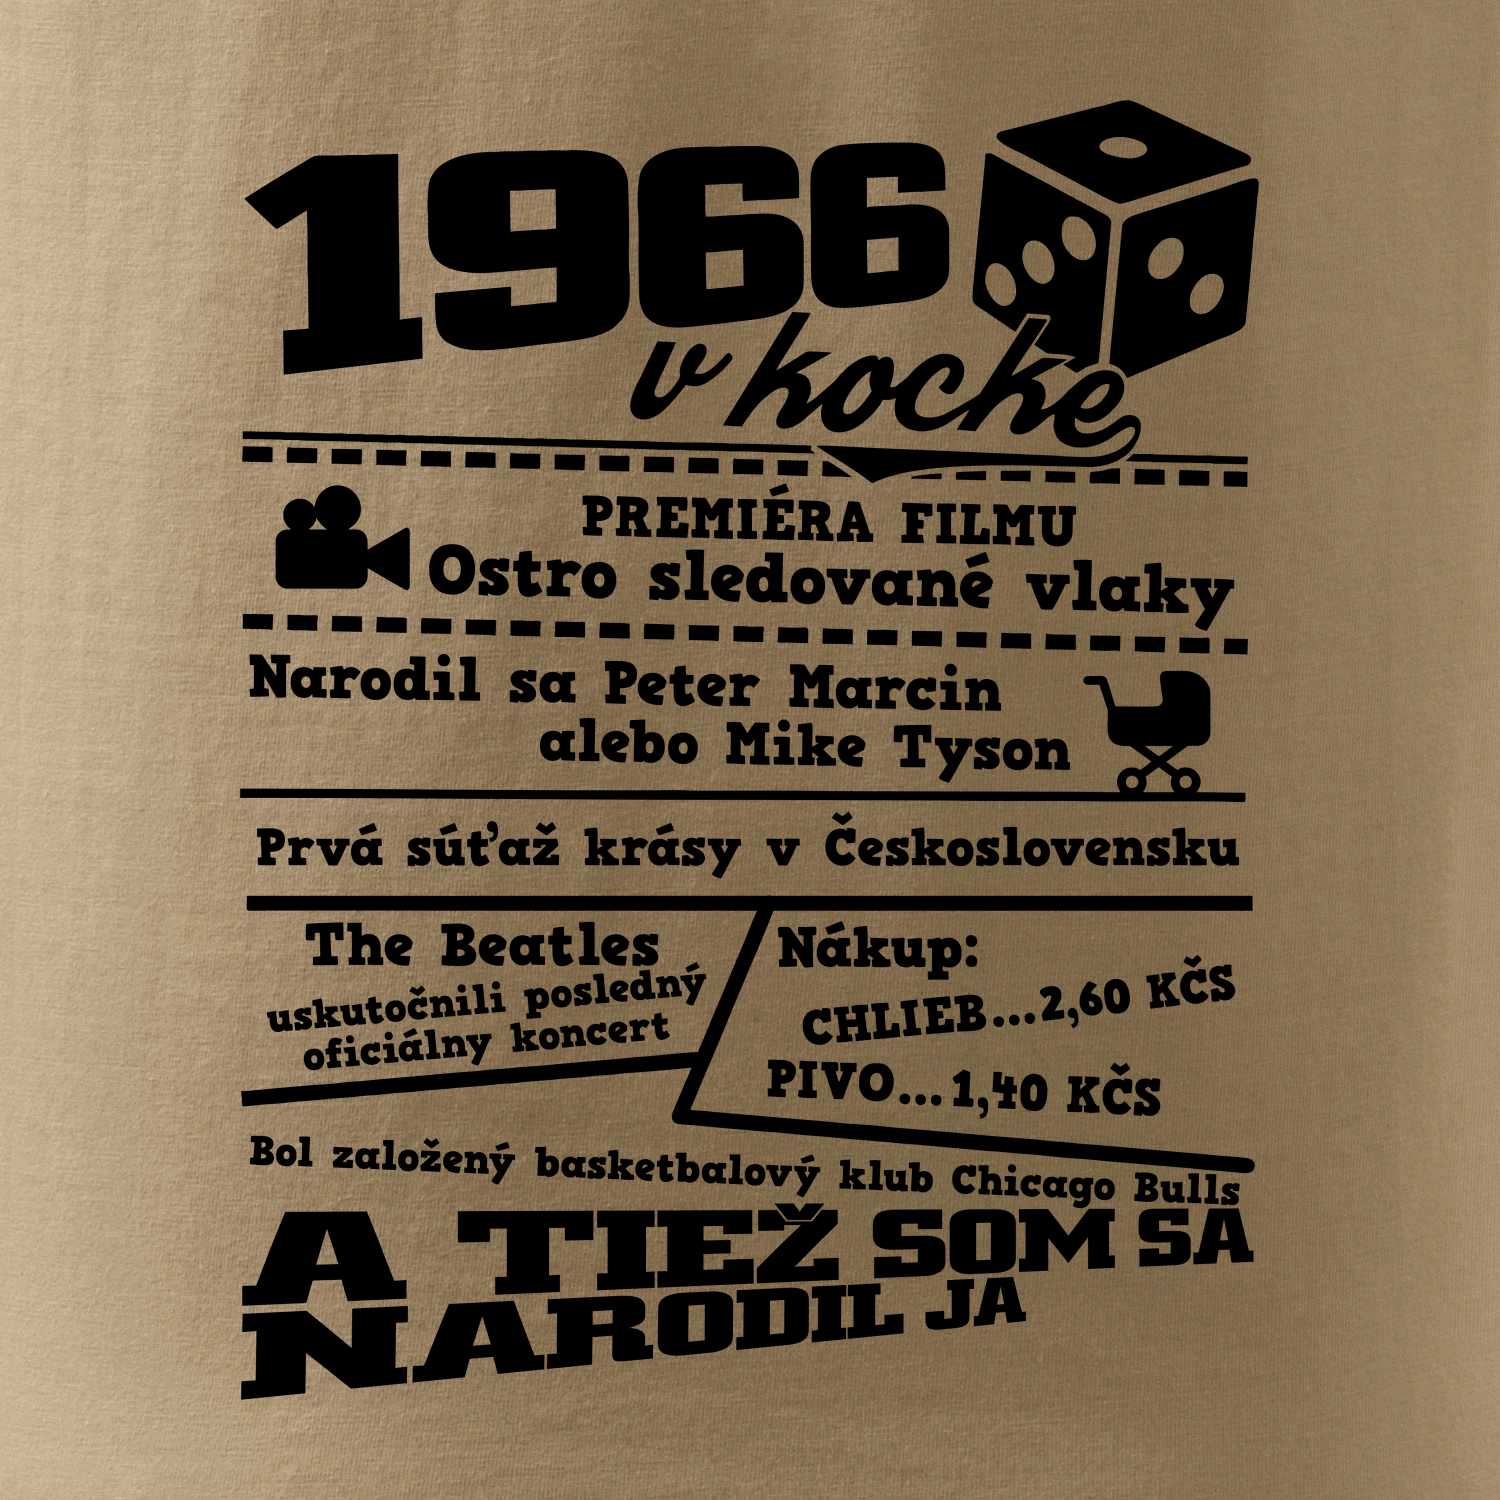 1966
v kocke
PREMIÉRA FILMU
Ostro sledované vlaky
Narodil sa Peter Marcin
alebo Mike Tyson
Prvá súťaž krásy v Československu
The Beatles
uskutočnili posledný
oficiálny koncert
Nákup:
CHLIEB...2,60 KČS
PIVO...1,40 KČS
Bol založený basketbalový klub Chicago Bulls
A TIEŽ SOM SA
NARODIL JA